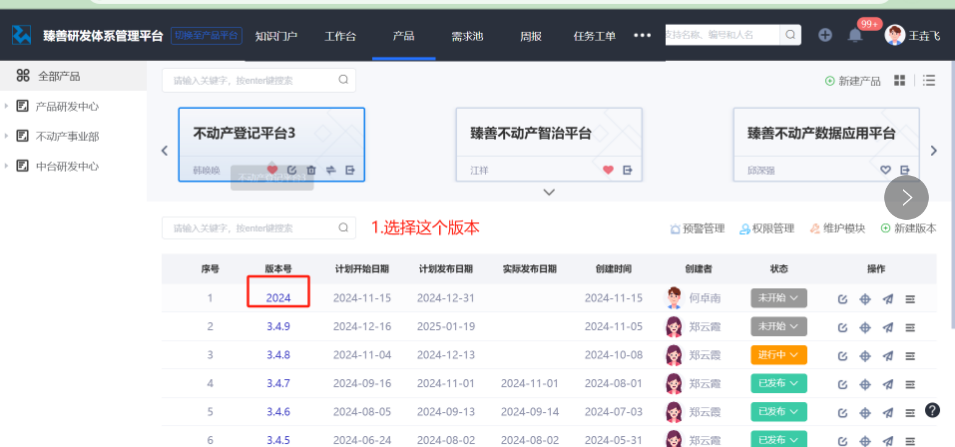 臻善研发体系管理平台 切换至产品平台 知识门户 工作台 产品 需求池 周报 任务工单 ••• 支持名称、编号和人名 99+ 王垚飞
全部产品
产品研发中心
不动产事业部
中台研发中心
请输入关键字，按enter键搜索 新建产品
不动产登记平台3 臻善不动产智治平台 臻善不动产数据应用平台
江样
请输入关键字，按enter键搜索 1.选择这个版本 预警管理 权限管理 维护模块 新建版本
序号 版本号 计划开始日期 计划发布日期 实际发布日期 创建时间 创建者 状态 操作
1 2024 2024-11-15 2024-12-31 2024-11-15 何卓南 未开始
2 3.4.9 2024-12-16 2025-01-19 2024-11-05 郑云霞 未开始
3 3.4.8 2024-11-04 2024-12-13 2024-10-08 郑云霞 进行中
4 3.4.7 2024-09-16 2024-11-01 2024-11-01 2024-08-01 郑云霞 已发布
5 3.4.6 2024-08-05 2024-09-13 2024-09-14 2024-07-03 郑云霞 已发布
6 3.4.5 2024-06-24 2024-08-02 2024-08-02 2024-05-31 郑云霞 已发布